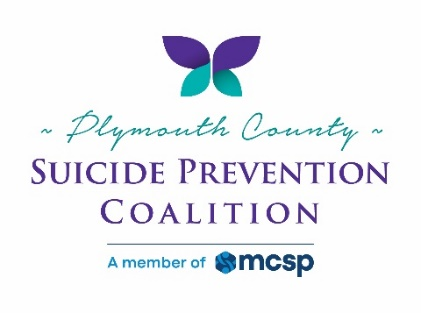 ~ Plymouth County ~
SUICIDE PREVENTION
COALITION
A member of mcsp